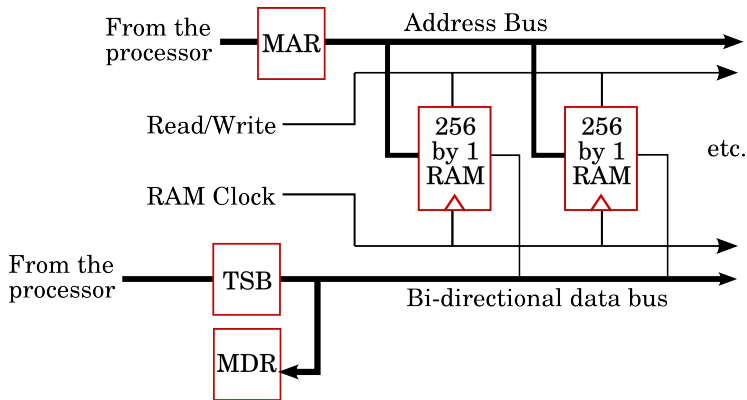 From the
processor
MAR
Address Bus
Read/Write
256
by 1
RAM
256
by 1
RAM
etc.
RAM Clock
From the
processor
TSB
Bi-directional data bus
MDR